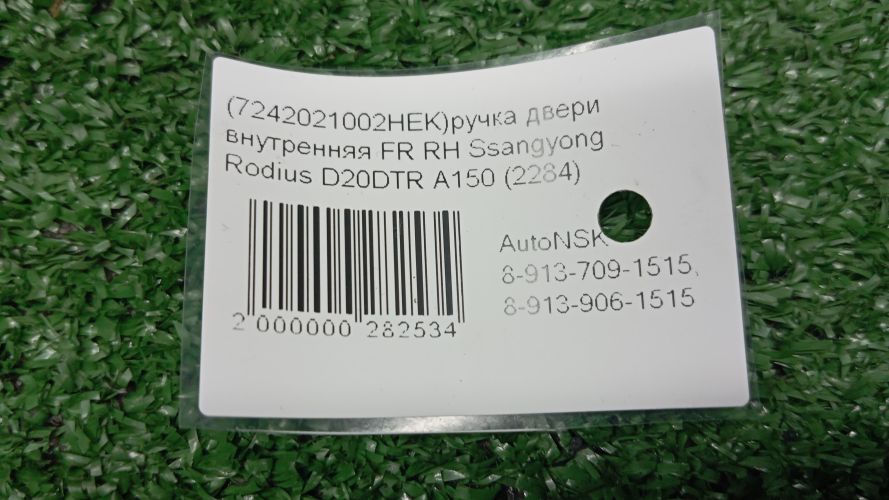 (7242021002HEK)ручка двери
внутренняя FR RH Ssangyong
Rodius D20DTR A150 (2284)
AutoNSK
8-913-709-1515,
8-913-906-1515
2 000000 282534